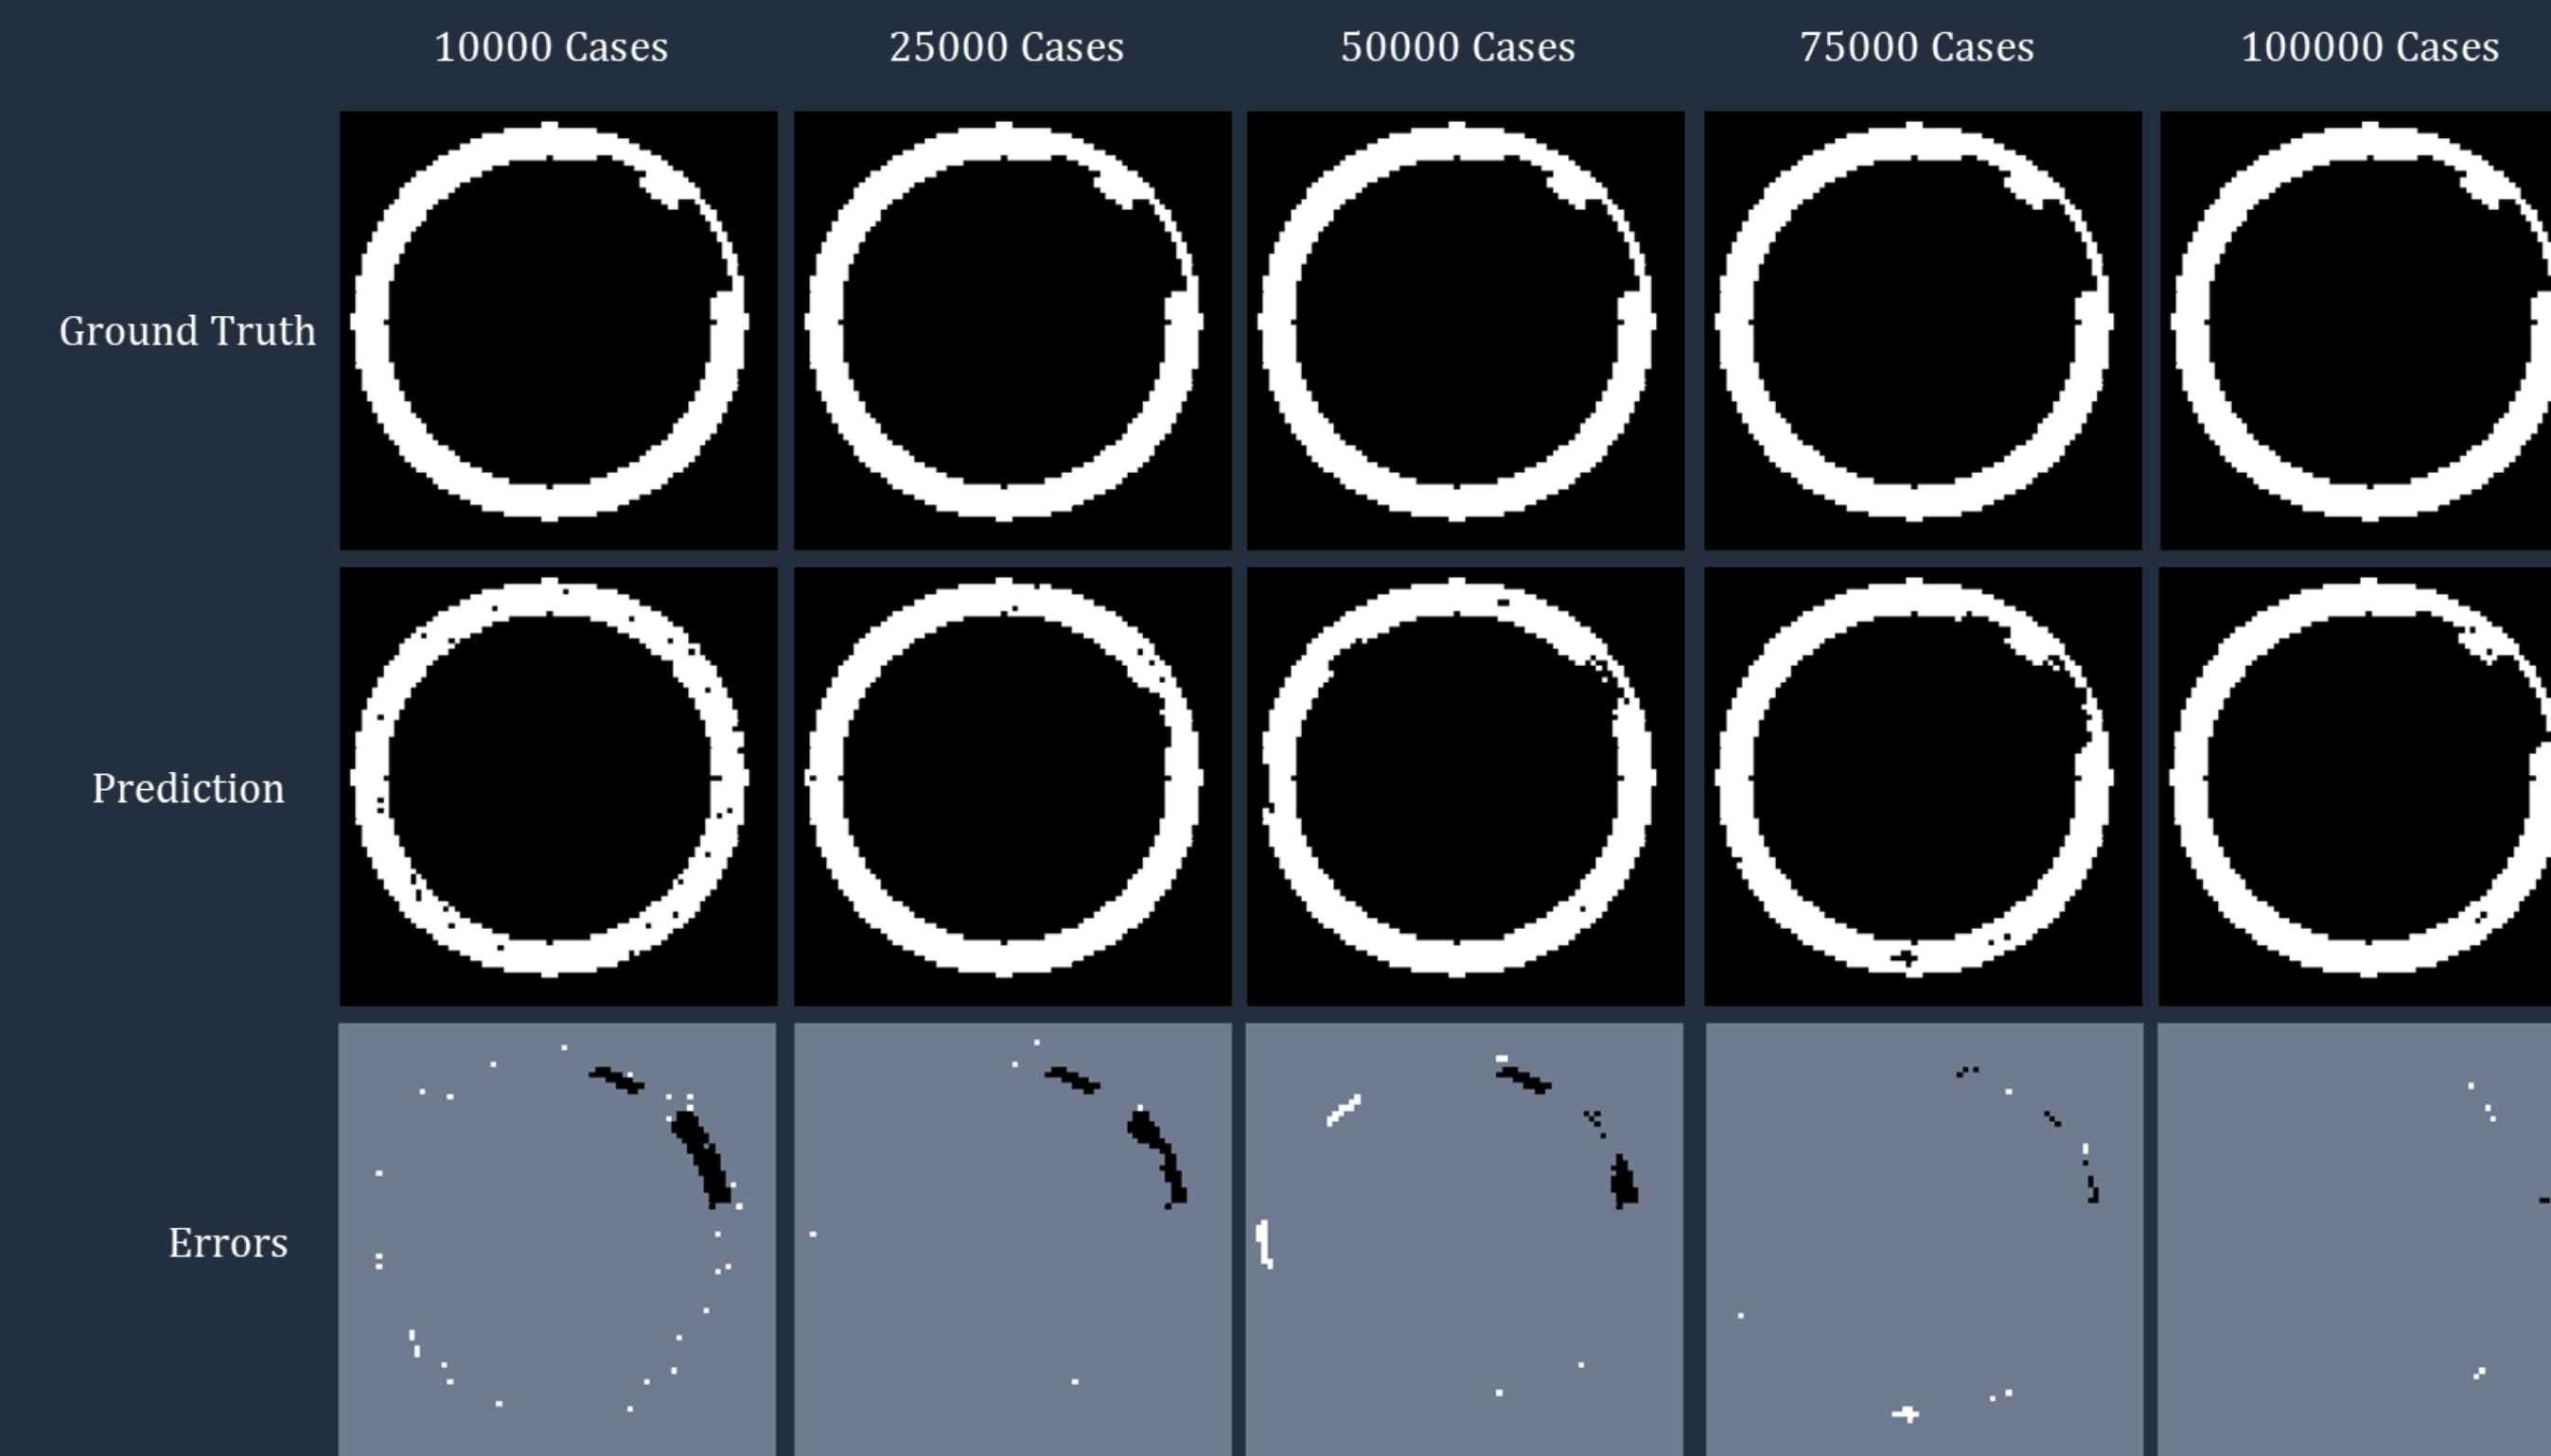 10000 Cases
25000 Cases
50000 Cases
75000 Cases
100000 Cases
Ground Truth
Prediction
Errors